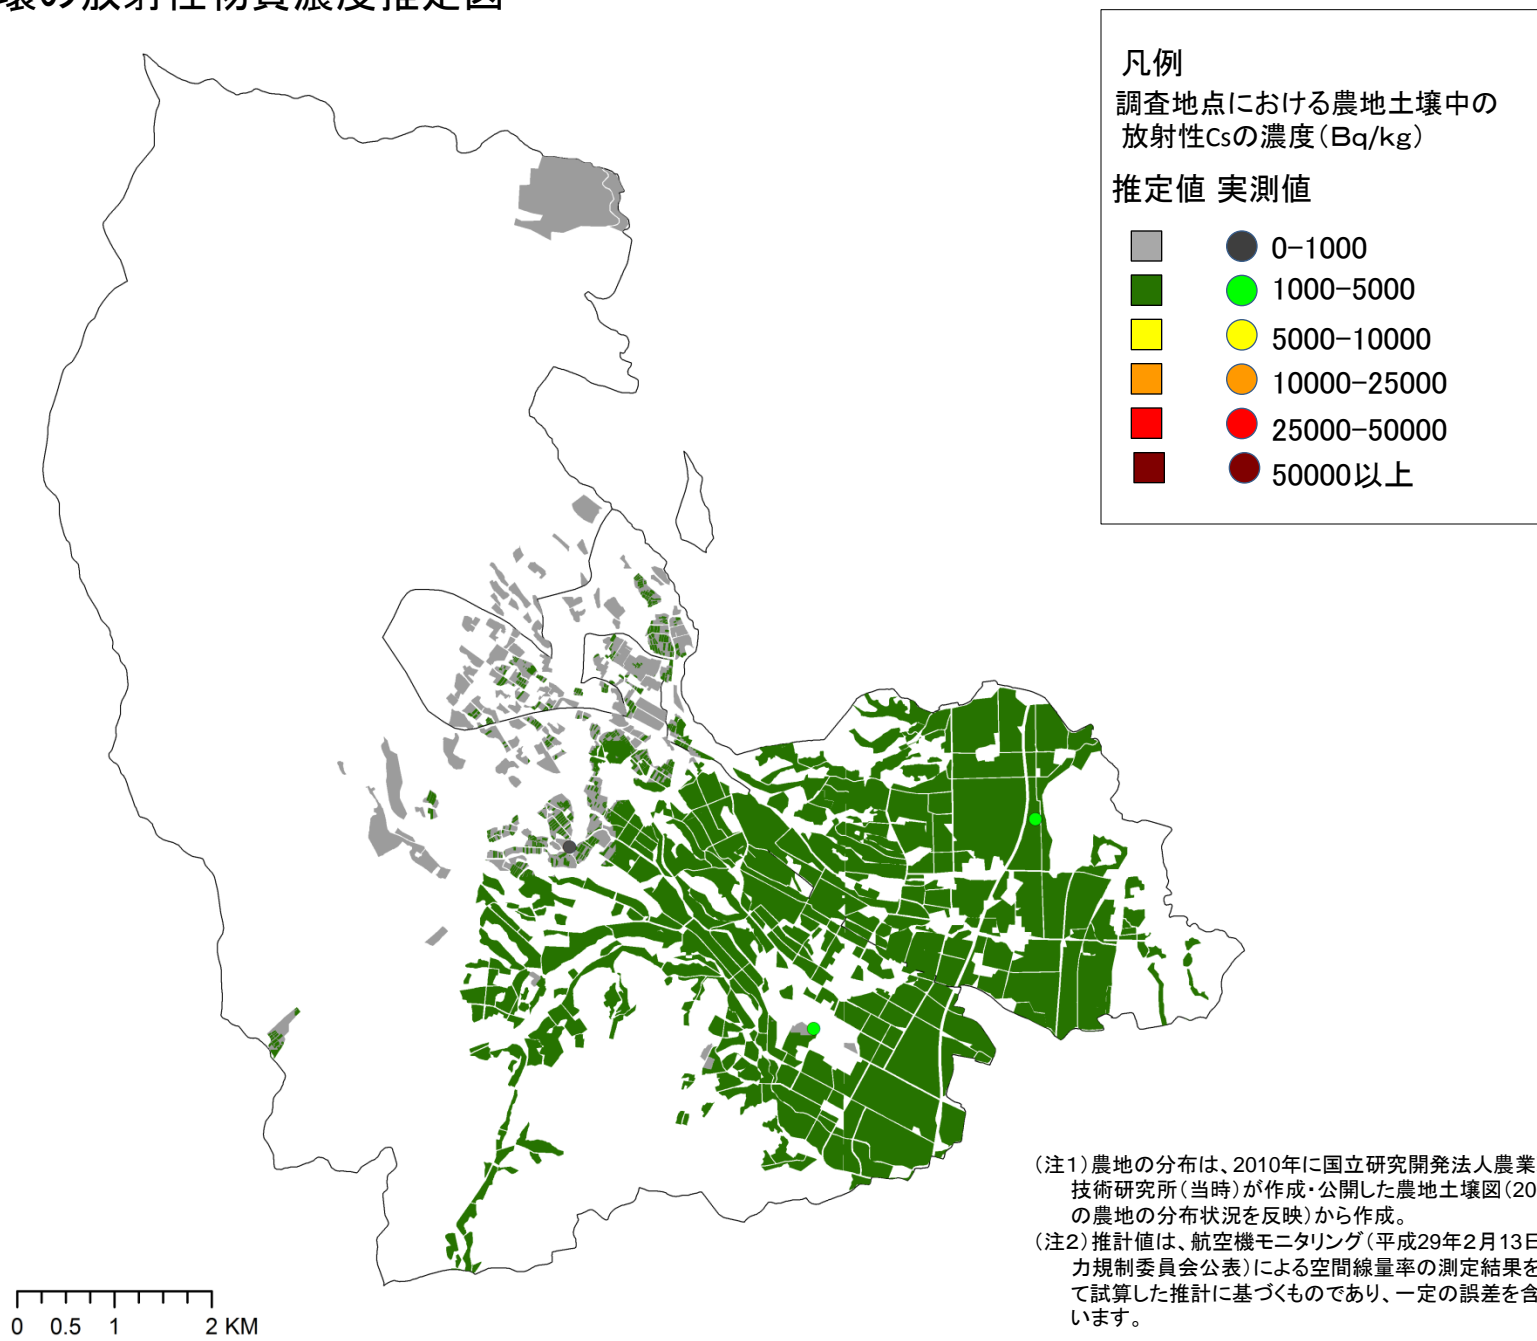 壌の放射性物質濃度推定図
凡例
調査地点における農地土壌中の
放射性Csの濃度(Bq/kg)
推定値 実測値
0-1000
1000-5000
5000-10000
10000-25000
25000-50000
50000以上
(注1)農地の分布は、2010年に国立研究開発法人農業
技術研究所(当時)が作成・公開した農地土壌図(20
の農地の分布状況を反映)から作成。
(注2)推計値は、航空機モニタリング(平成29年2月13日
力規制委員会公表)による空間線量率の測定結果を
て試算した推計に基づくものであり、一定の誤差を含
います。
0 0.5 1 2 KM